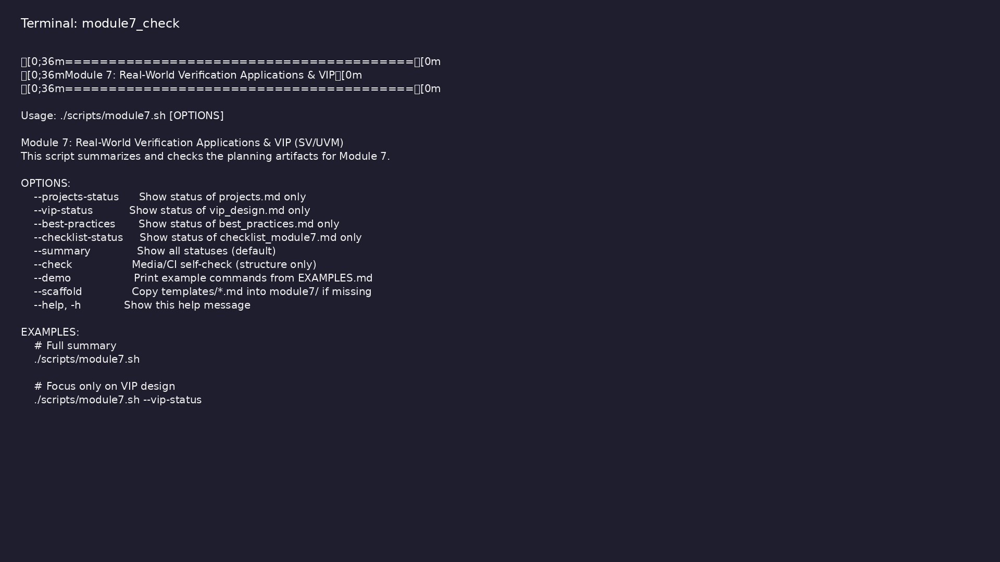 Terminal: module7_check
▯[0;36m========================================▯[0m
▯[0;36mModule 7: Real-World Verification Applications & VIP▯[0m
▯[0;36m========================================▯[0m
Usage: ./scripts/module7.sh [OPTIONS]
Module 7: Real-World Verification Applications & VIP (SV/UVM)
This script summarizes and checks the planning artifacts for Module 7.
OPTIONS:
--projects-status Show status of projects.md only
--vip-status Show status of vip_design.md only
--best-practices Show status of best_practices.md only
--checklist-status Show status of checklist_module7.md only
--summary Show all statuses (default)
--check Media/CI self-check (structure only)
--demo Print example commands from EXAMPLES.md
--scaffold Copy templates/*.md into module7/ if missing
--help, -h Show this help message
EXAMPLES:
# Full summary
./scripts/module7.sh
# Focus only on VIP design
./scripts/module7.sh --vip-status